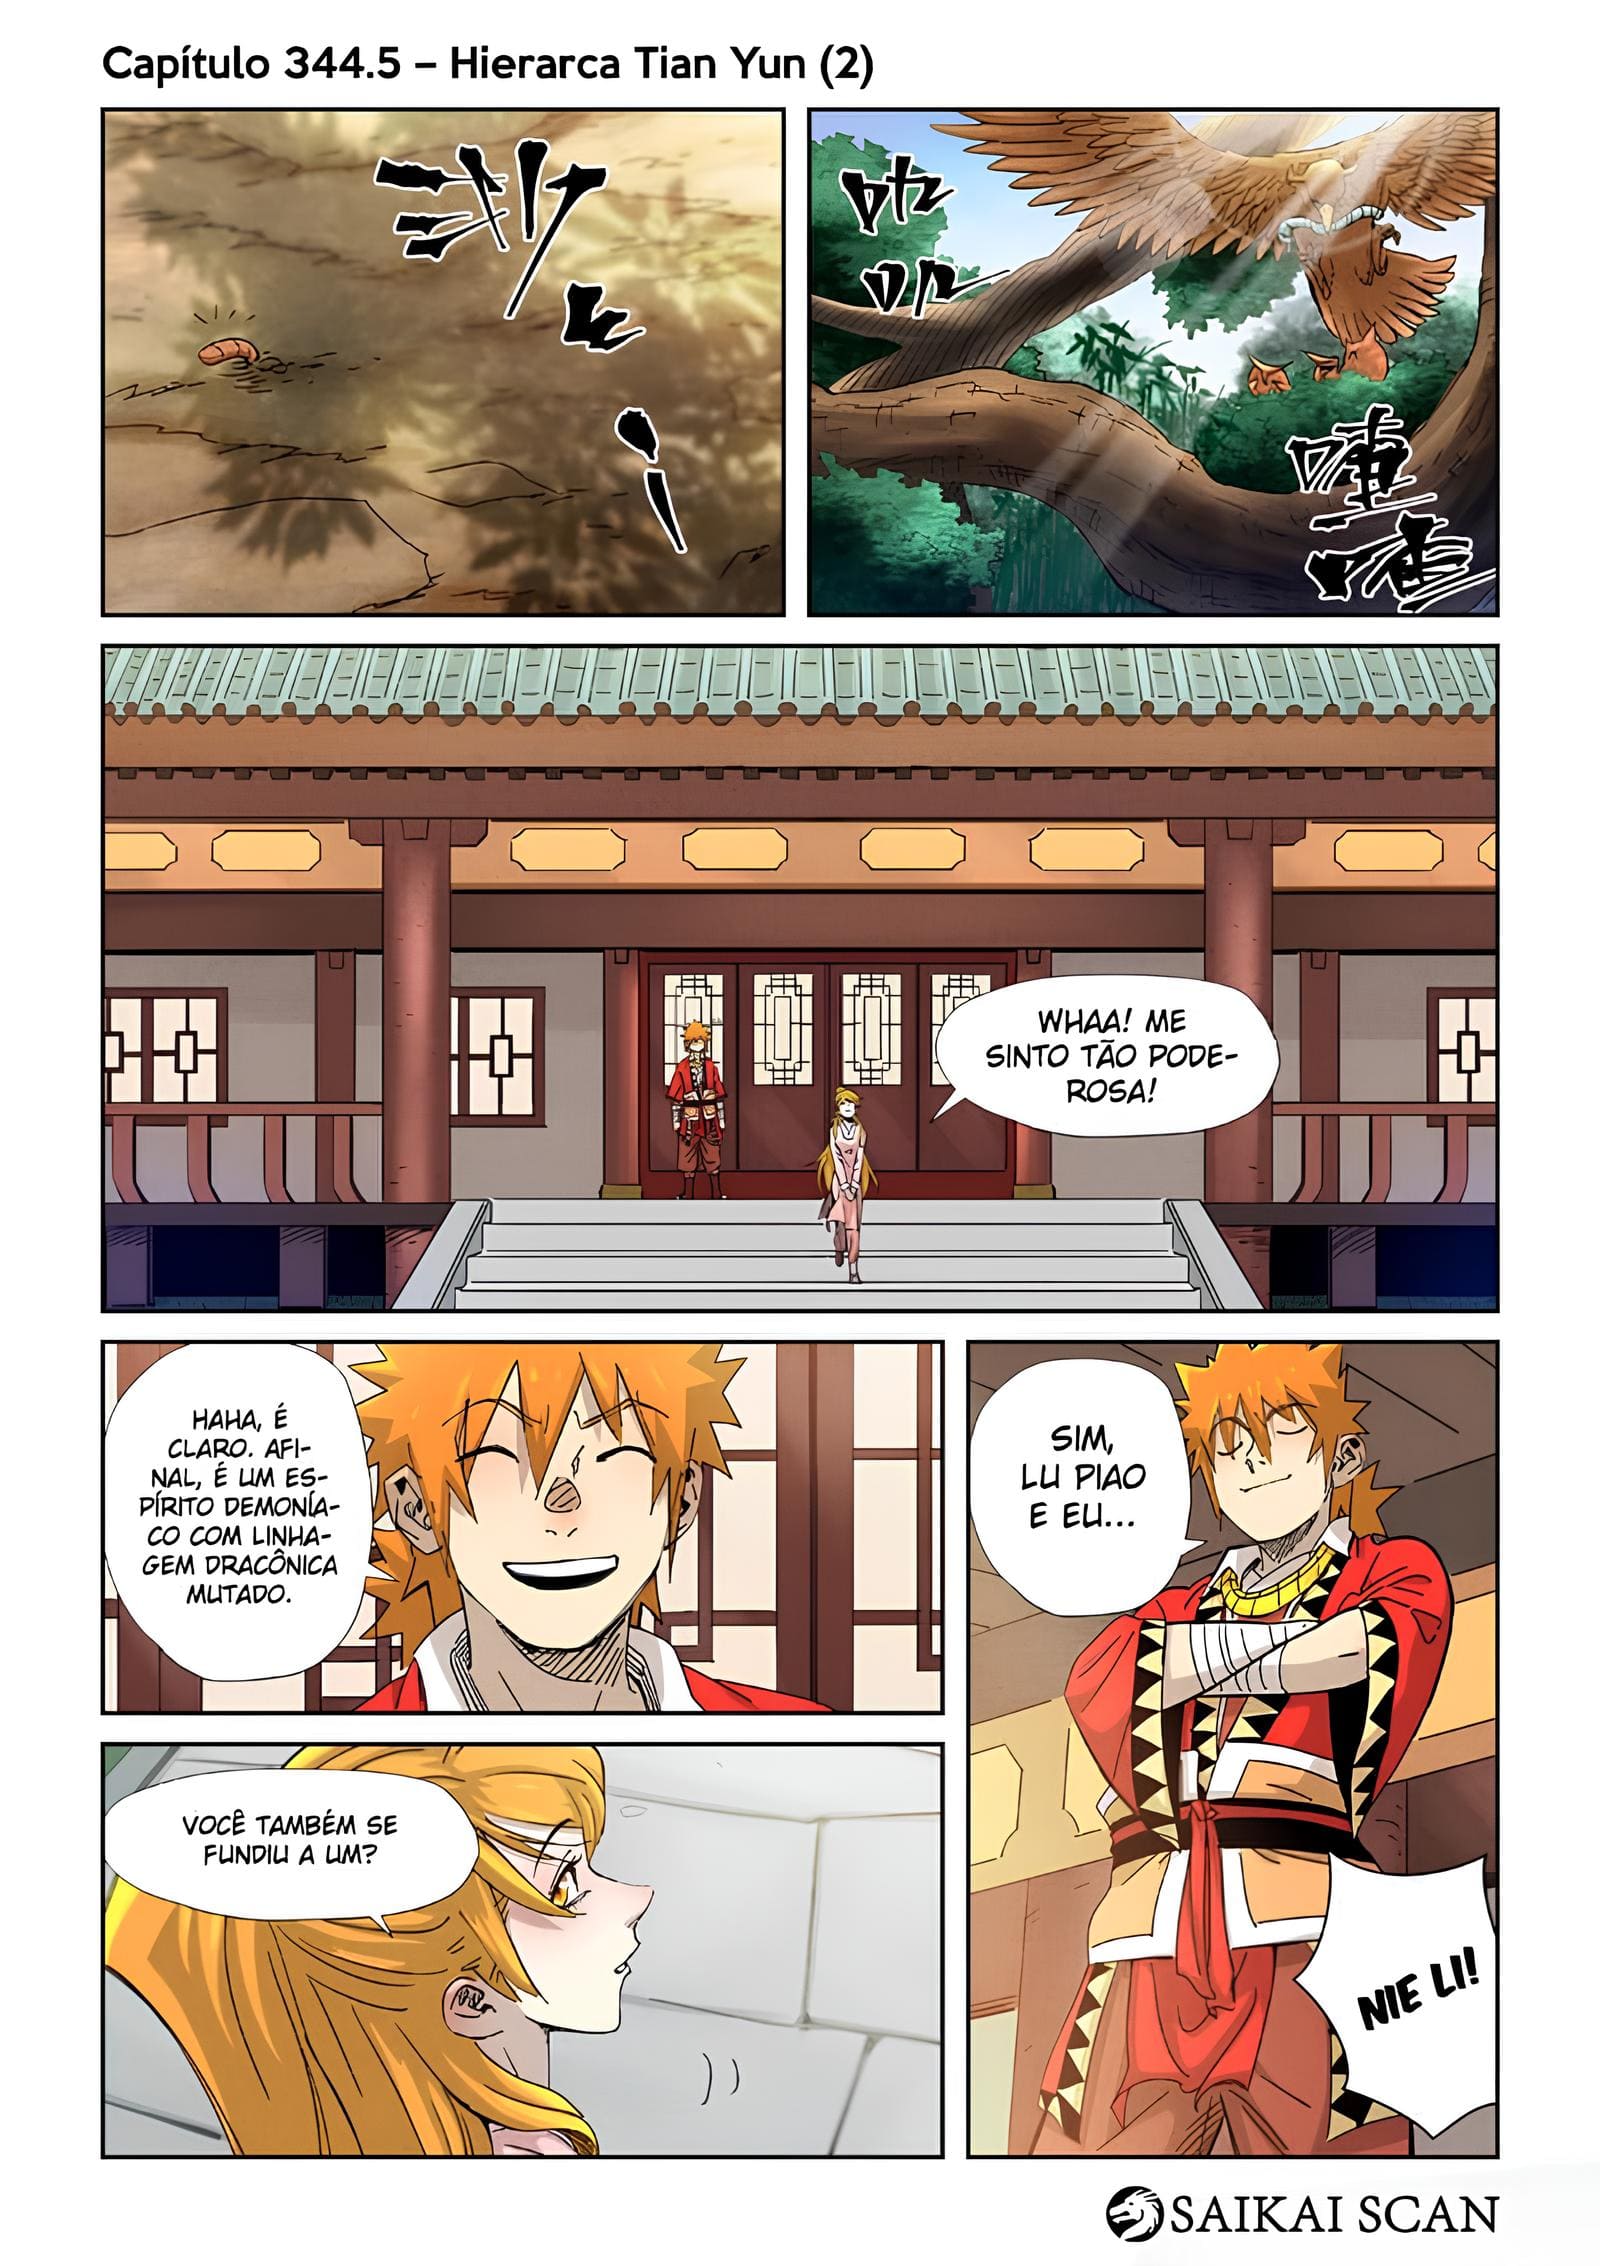 Capítulo 344.5 – Hierarca Tian Yun (2)
WHAA! ME
SINTO TÃO PODE-
ROSA!
HAHA, É
CLARO. AFI-
NAL, É UM ES-
PÍRITO DEMONÍA-
CO COM LINHA-
GEM DRACÔNICA
MUTADO.
SIM,
LU PIAO
E EU...
VOCÊ TAMBÉM SE
FUNDIU A UM?
NIE LI!
SAIKAI SCAN